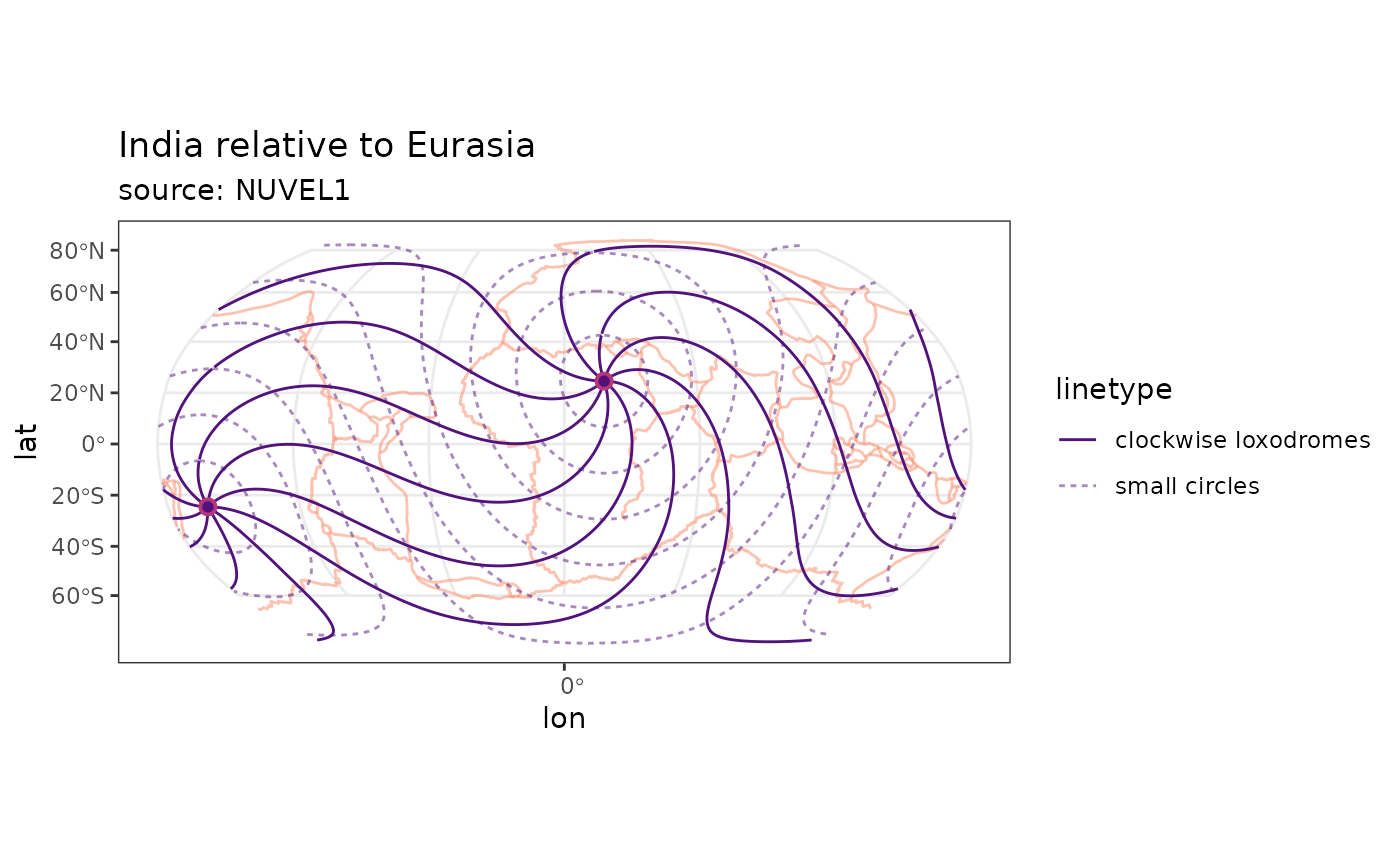 India relative to Eurasia
source: NUVEL1
80°N
60°N
40°N
20°N
0°
20°S
40°S
60°S
lat
0°
lon
linetype
clockwise loxodromes
small circles